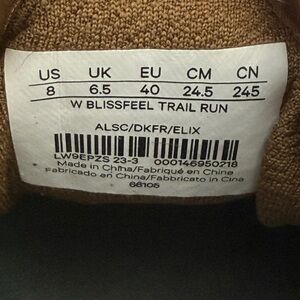 US UK EU CM CN
8 6.5 40 24.5 245
W BLISSFEEL TRAIL RUN
ALSC/DKFR/ELIX
LW9EPZS 23-3 000146950218
Made in China/Fabriqué en Chine
Fabricado en China/Fabbricato in Cina
66105